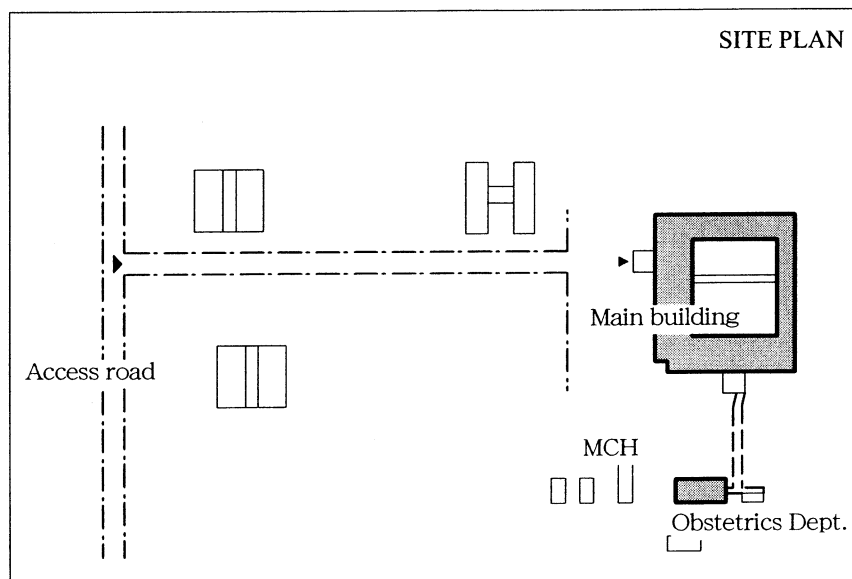 SITE PLAN
Main building
Access road
MCH
Obstetrics Dept.